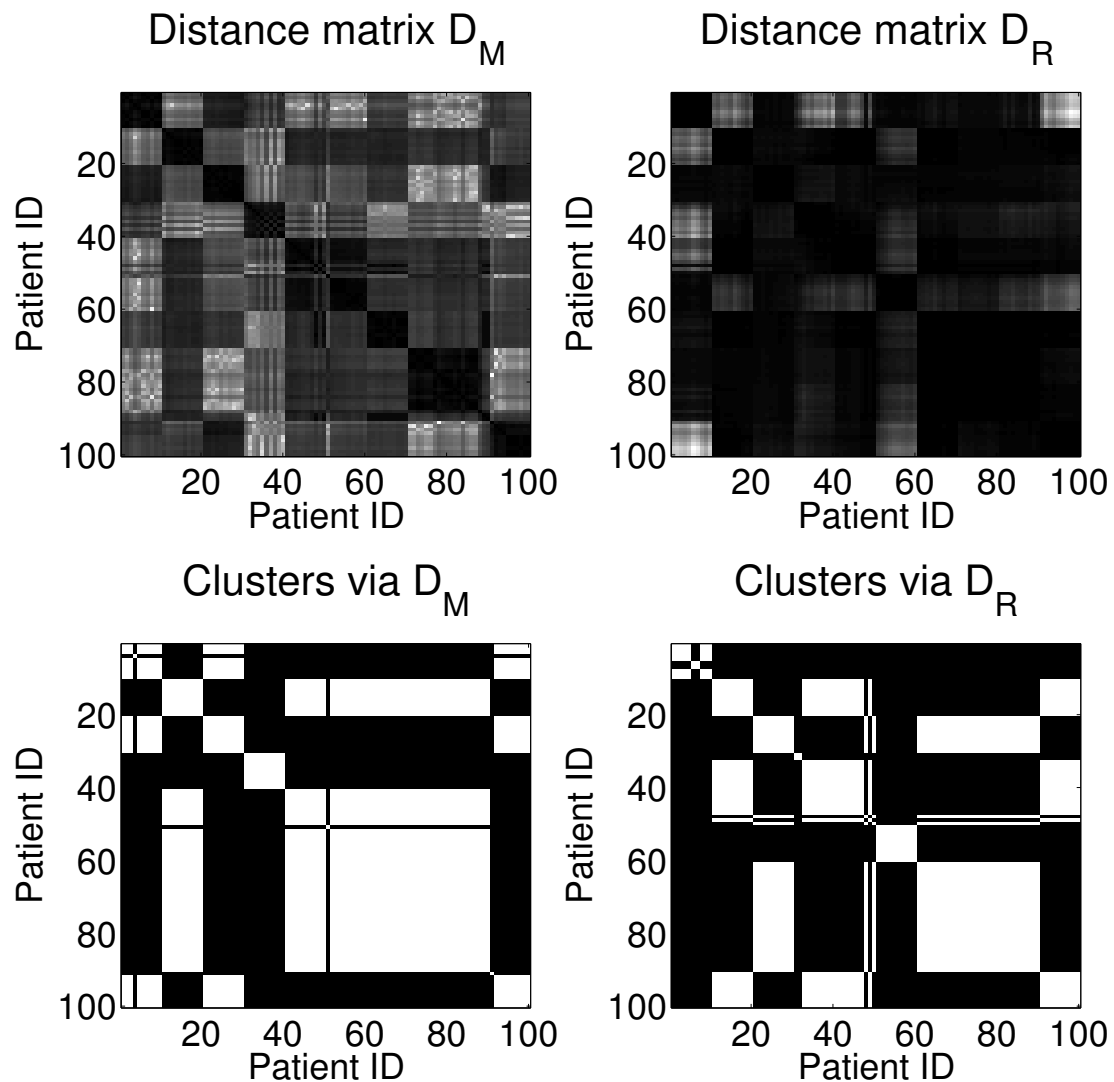 Distance matrix D_M
Patient ID
20
40
60
80
100
20 40 60 80 100
Patient ID
Distance matrix D_R
Patient ID
20
40
60
80
100
20 40 60 80 100
Patient ID
Clusters via D_M
Patient ID
20
40
60
80
100
20 40 60 80 100
Patient ID
Clusters via D_R
Patient ID
20
40
60
80
100
20 40 60 80 100
Patient ID